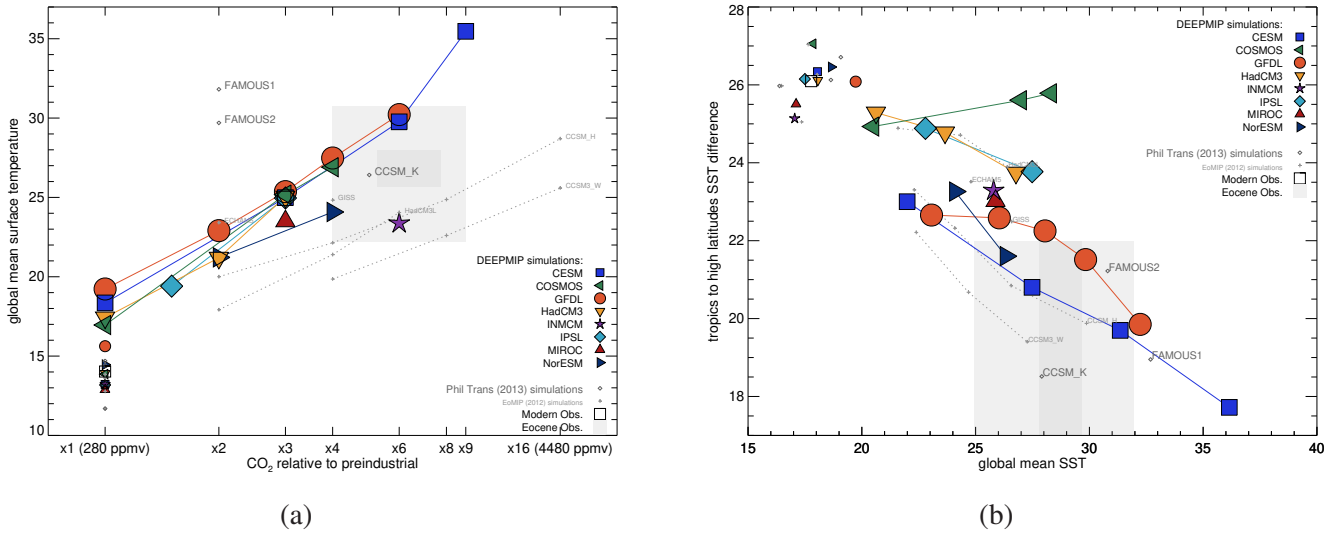 35
30
25
20
15
10
global mean surface temperature
FAMOUS1
FAMOUS2
CCSM_H
CCSM_K
CCSM3_W
GISS
HadCM3L
DEEPMIP simulations:
CESM
COSMOS
GFDL
HadCM3
INMCM
IPSL
MIROC
NorESM
Phil Trans (2013) simulations
EoMIP (2012) simulations
Modern Obs.
Eocene Obs.
x1 (280 ppmv) x2 x3 x4 x6 x8 x9 x16 (4480 ppmv)
CO2 relative to preindustrial
(a)
28
26
24
22
20
18
tropics to high latitudes SST difference
DEEPMIP simulations:
CESM
COSMOS
GFDL
HadCM3
INMCM
IPSL
MIROC
NorESM
Phil Trans (2013) simulations
EoMIP (2012) simulations
Modern Obs.
Eocene Obs.
ECHAM5
GISS
FAMOUS2
CCSM_H
CCSM3_W
FAMOUS1
CCSM_K
15 20 25 30 35 40
global mean SST
(b)